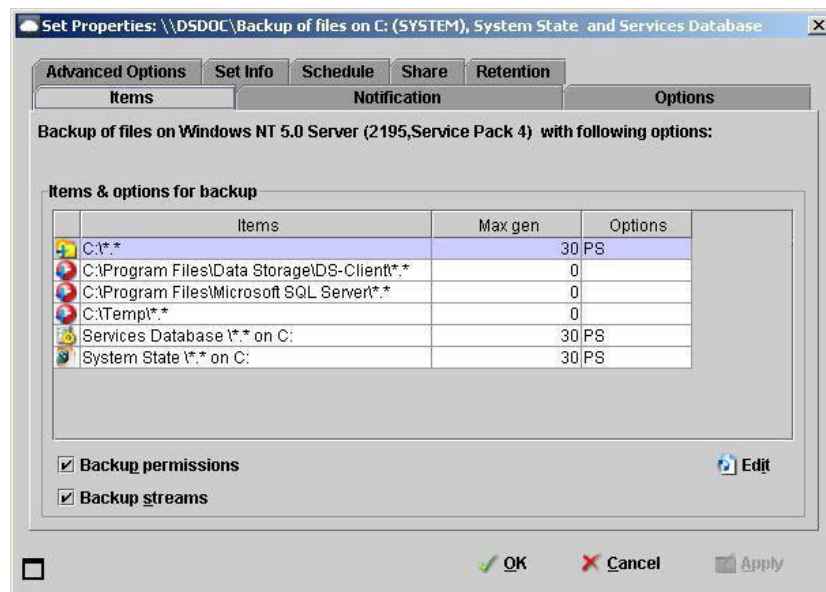 Set Properties: \\DSDOC\Backup of files on C: (SYSTEM), System State and Services Database
Advanced Options Set Info Schedule Share Retention
Items Notification Options
Backup of files on Windows NT 5.0 Server (2195,Service Pack 4) with following options:
Items & options for backup
Items Max gen Options
C:\*.* 30 PS
C:\Program Files\Data Storage\DS-Client\*.* 0
C:\Program Files\Microsoft SQL Server\*.* 0
C:\Temp\*.* 0
Services Database \*.* on C: 30 PS
System State \*.* on C: 30 PS
Backup permissions Edit
Backup streams
OK Cancel Apply